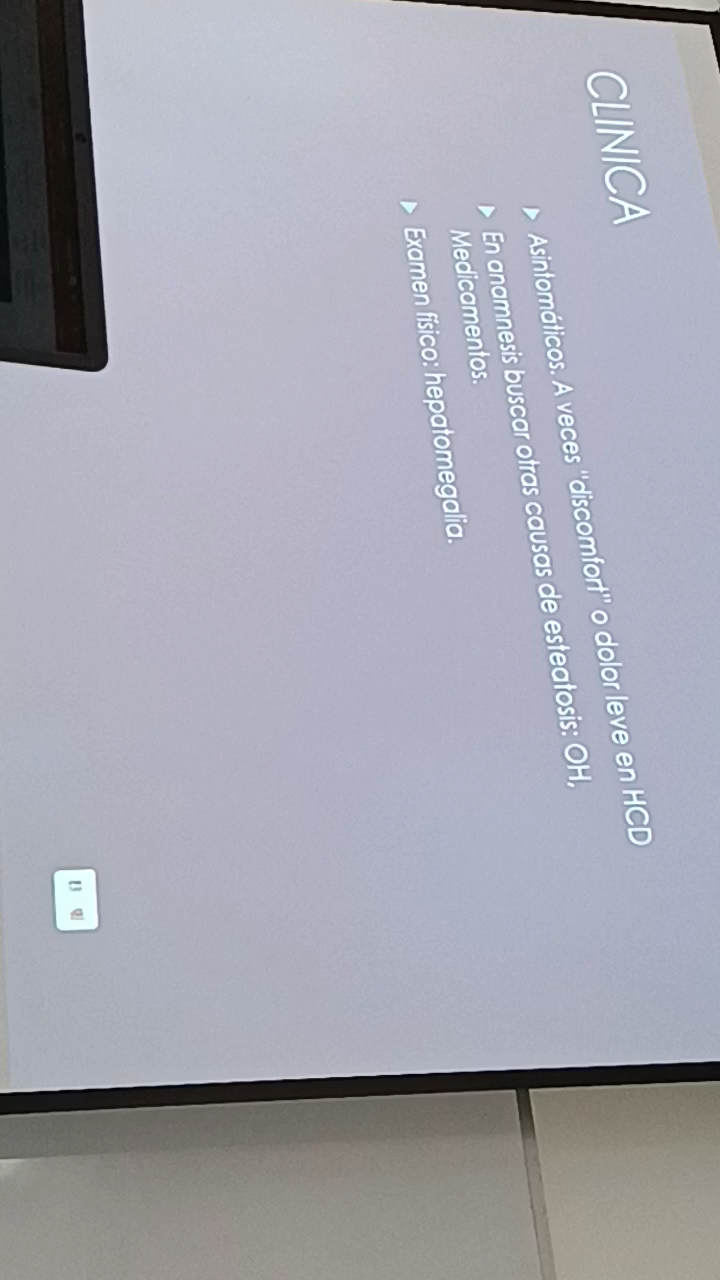 CLINICA
Asintomáticos. A veces "discomfort" o dolor leve en HCD
En anamnesis buscar otras causas de esteatosis: OH,
Medicamentos.
Examen físico: hepatomegalia.